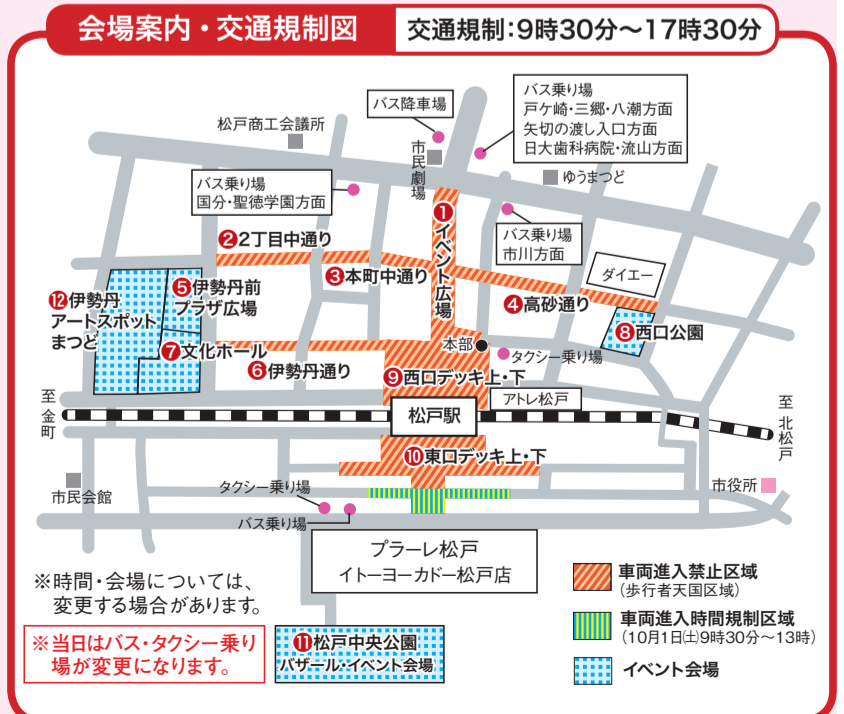 会場案内・交通規制図
交通規制:9時30分～17時30分
バス降車場
バス乗り場
戸ケ崎・三郷・八潮方面
矢切の渡し入口方面
日大歯科病院・流山方面
松戸商工会議所
市民劇場
ゆうまつど
バス乗り場
国分・聖徳学園方面
❶イベント広場
バス乗り場
市川方面
❷2丁目中通り
❸本町中通り
ダイエー
❺伊勢丹前
プラザ広場
⓬伊勢丹
アートスポット
まつど
❹高砂通り
❽西口公園
❼文化ホール
本部
タクシー乗り場
❻伊勢丹通り
❾西口デッキ上・下
アトレ松戸
至金町
松戸駅
至北松戸
❿東口デッキ上・下
市民会館
タクシー乗り場
市役所
バス乗り場
プラーレ松戸
イトーヨーカドー松戸店
※時間・会場については、
変更する場合があります。
※当日はバス・タクシー乗り
場が変更になります。
⓫松戸中央公園
バザール・イベント会場
車両進入禁止区域
(歩行者天国区域)
車両進入時間規制区域
(10月1日㈯9時30分～13時)
イベント会場